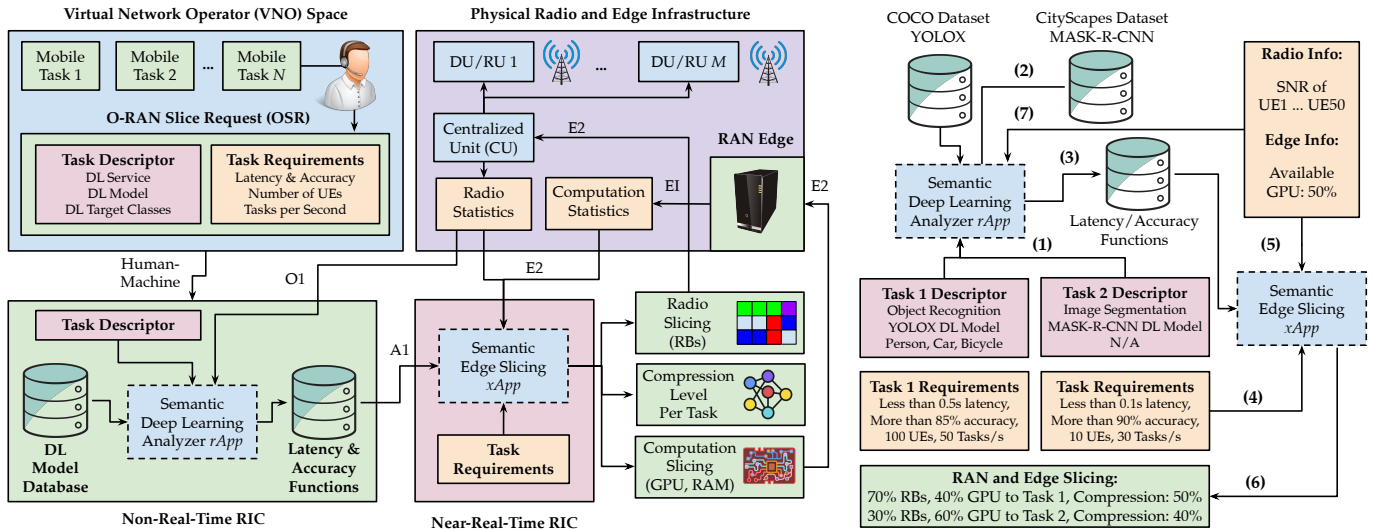 Virtual Network Operator (VNO) Space
Mobile
Task 1
Mobile
Task 2
...
Mobile
Task N
O-RAN Slice Request (OSR)
Task Descriptor
DL Service
DL Model
DL Target Classes
Task Requirements
Latency & Accuracy
Number of UEs
Tasks per Second
Human-
Machine
O1
Physical Radio and Edge Infrastructure
DU/RU 1
...
DU/RU M
Centralized
Unit (CU)
E2
RAN Edge
Radio
Statistics
Computation
Statistics
EI
E2
E2
Task Descriptor
DL
Model
Database
Semantic
Deep Learning
Analyzer rApp
Latency &
Accuracy
Functions
Non-Real-Time RIC
A1
Semantic
Edge Slicing
xApp
Task
Requirements
Near-Real-Time RIC
Radio
Slicing
(RBs)
Compression
Level
Per Task
Computation
Slicing
(GPU, RAM)
COCO Dataset
YOLOX
CityScapes Dataset
MASK-R-CNN
(2)
(7)
(3)
Semantic
Deep Learning
Analyzer rApp
Latency/Accuracy
Functions
(1)
Radio Info:
SNR of
UE1 ... UE50
Edge Info:
Available
GPU: 50%
(5)
Task 1 Descriptor
Object Recognition
YOLOX DL Model
Person, Car, Bicycle
Task 2 Descriptor
Image Segmentation
MASK-R-CNN DL Model
N/A
Semantic
Edge Slicing
xApp
Task 1 Requirements
Less than 0.5s latency,
More than 85% accuracy,
100 UEs, 50 Tasks/s
Task Requirements
Less than 0.1s latency,
More than 90% accuracy,
10 UEs, 30 Tasks/s
(4)
RAN and Edge Slicing:
70% RBs, 40% GPU to Task 1, Compression: 50%
30% RBs, 60% GPU to Task 2, Compression: 40%
(6)